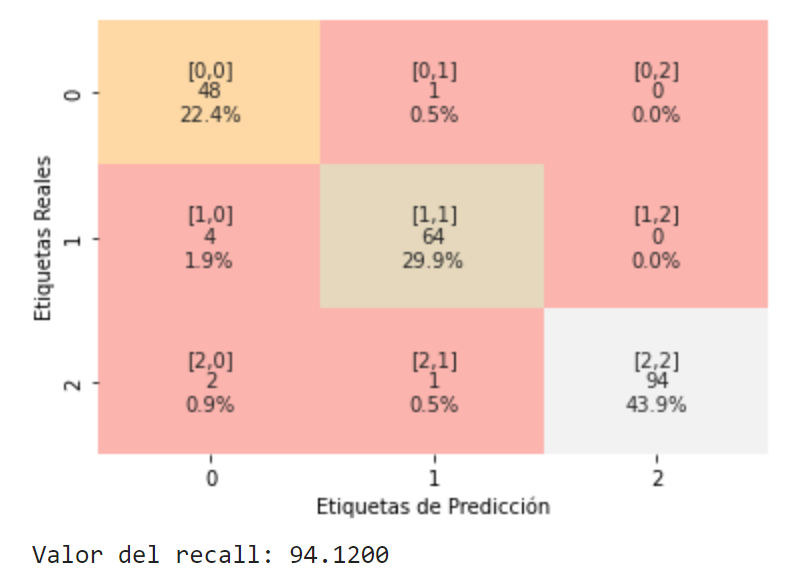 [0,0] [0,1] [0,2]
48 1 0
22.4% 0.5% 0.0%
0
[1,0] [1,1] [1,2]
4 64 0
1.9% 29.9% 0.0%
1
[2,0] [2,1] [2,2]
2 1 94
0.9% 0.5% 43.9%
2
Etiquetas Reales
0 1 2
Etiquetas de Predicción
Valor del recall: 94.1200